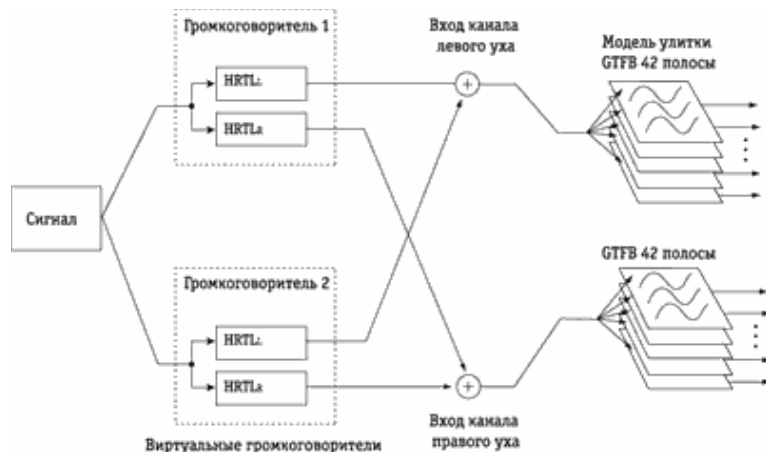 Громкоговоритель 1
HRTLL
HRTLR
Вход канала
левого уха
Модель улитки
GTFB 42 полосы
Сигнал
Громкоговоритель 2
HRTLL
HRTLR
Виртуальные громкоговорители
Вход канала
правого уха
GTFB 42 полосы